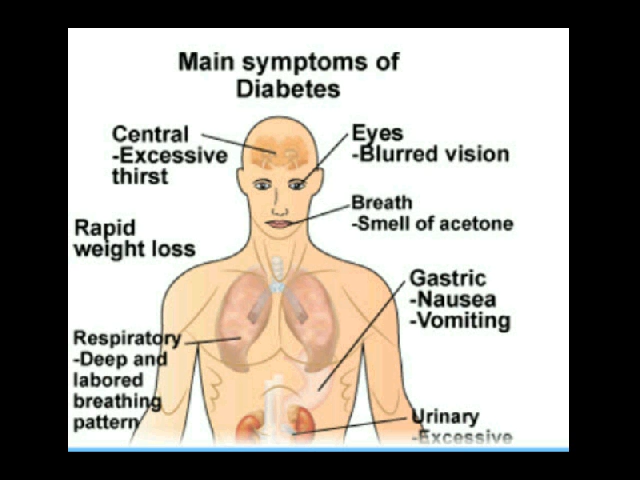 Main symptoms of
Diabetes
Central
-Excessive
thirst
Eyes
-Blurred vision
Breath
-Smell of acetone
Rapid
weight loss
Gastric
-Nausea
-Vomiting
Respiratory
-Deep and
labored
breathing
pattern
Urinary
-Excessive